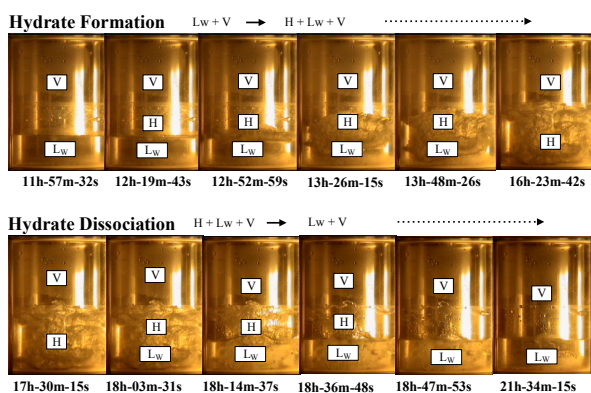 Hydrate Formation Lw + V → H + Lw + V
V V V V V V
H H H H H
Lw Lw Lw Lw Lw
11h-57m-32s 12h-19m-43s 12h-52m-59s 13h-26m-15s 13h-48m-26s 16h-23m-42s
Hydrate Dissociation H + Lw + V → Lw + V
V V V V V V
H H H H
Lw Lw Lw Lw Lw
17h-30m-15s 18h-03m-31s 18h-14m-37s 18h-36m-48s 18h-47m-53s 21h-34m-15s